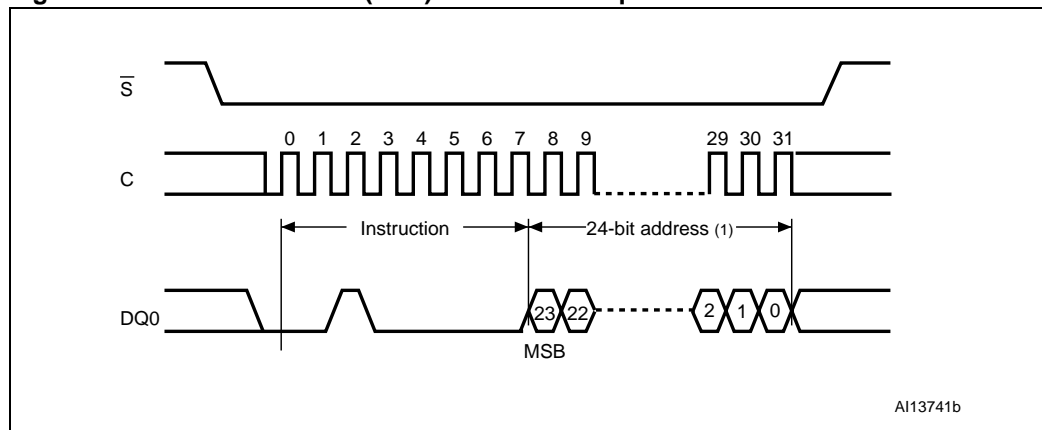 S
0 1 2 3 4 5 6 7 8 9 29 30 31
C
Instruction 24-bit address (1)
DQ0 23 22 2 1 0
MSB
AI13741b